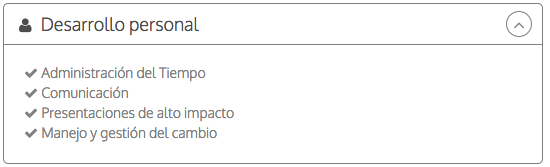 Desarrollo personal
Administración del Tiempo
Comunicación
Presentaciones de alto impacto
Manejo y gestión del cambio